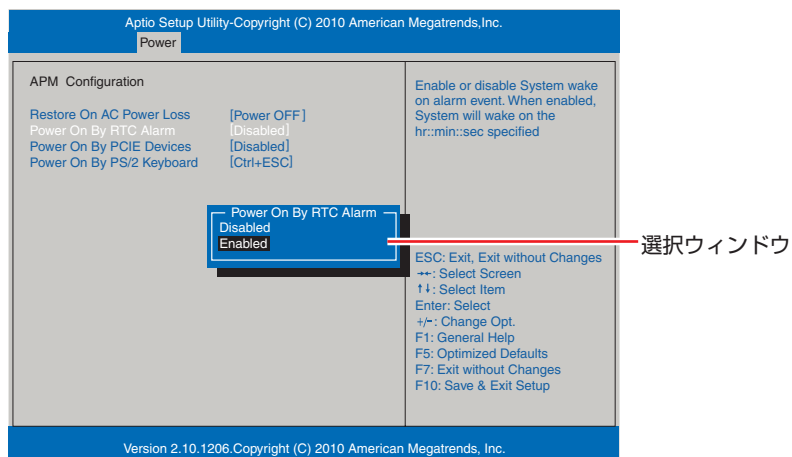 Aptio Setup Utility-Copyright (C) 2010 American Megatrends,Inc.
Power
APM Configuration
Restore On AC Power Loss [Power OFF]
Power On By RTC Alarm [Disabled]
Power On By PCIE Devices [Disabled]
Power On By PS/2 Keyboard [Ctrl+ESC]
Enable or disable System wake
on alarm event. When enabled,
System will wake on the
hr::min::sec specified
Power On By RTC Alarm
Disabled
Enabled
選択ウィンドウ
ESC: Exit, Exit without Changes
→←: Select Screen
↑↓: Select Item
Enter: Select
+/-: Change Opt.
F1: General Help
F5: Optimized Defaults
F7: Exit without Changes
F10: Save & Exit Setup
Version 2.10.1206.Copyright (C) 2010 American Megatrends, Inc.